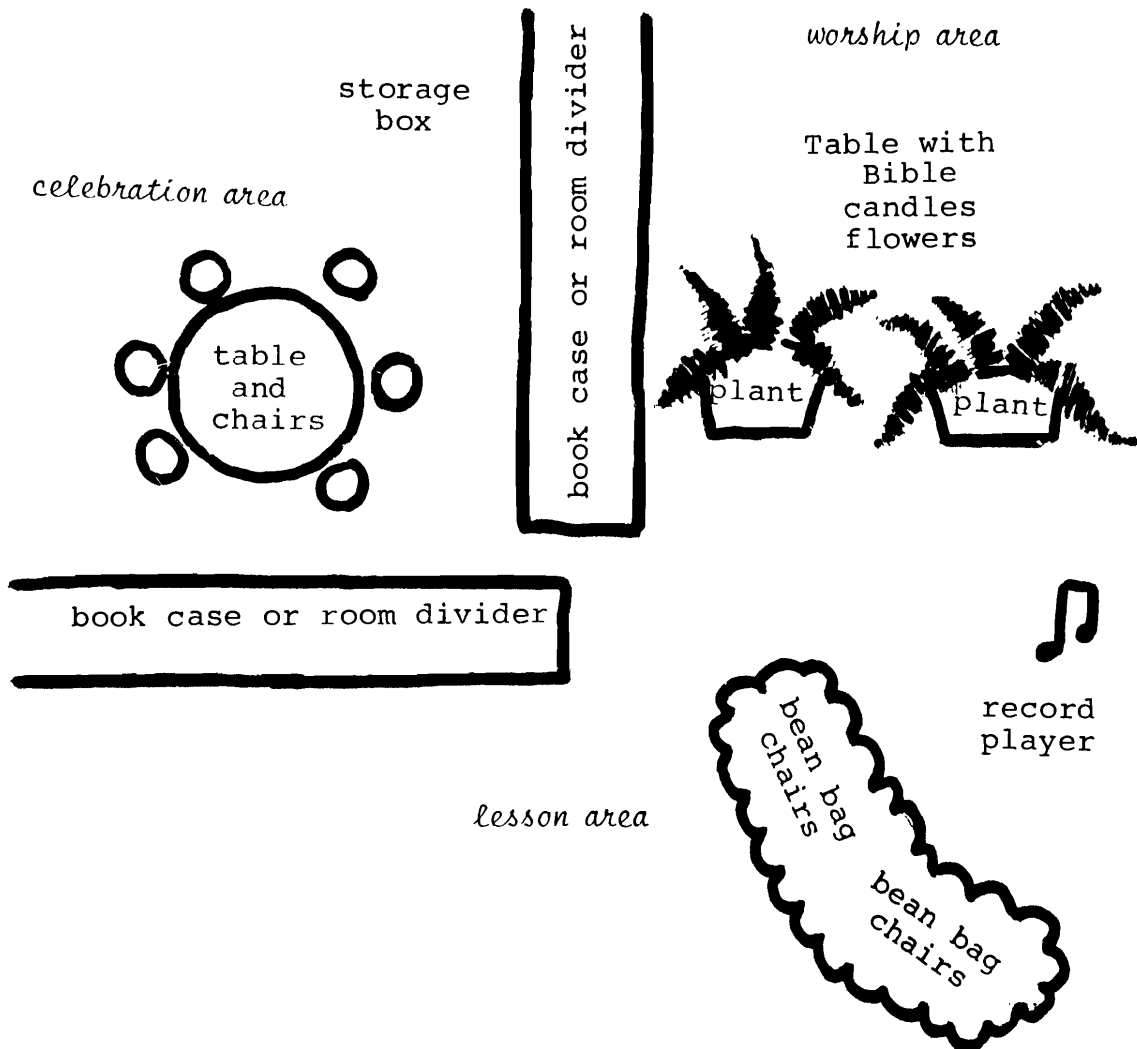 worship area
storage
box
book case or room divider
Table with
Bible
candles
flowers
celebration area
table
and
chairs
plant
plant
book case or room divider
record
player
bean bag
chairs
lesson area
bean bag
chairs